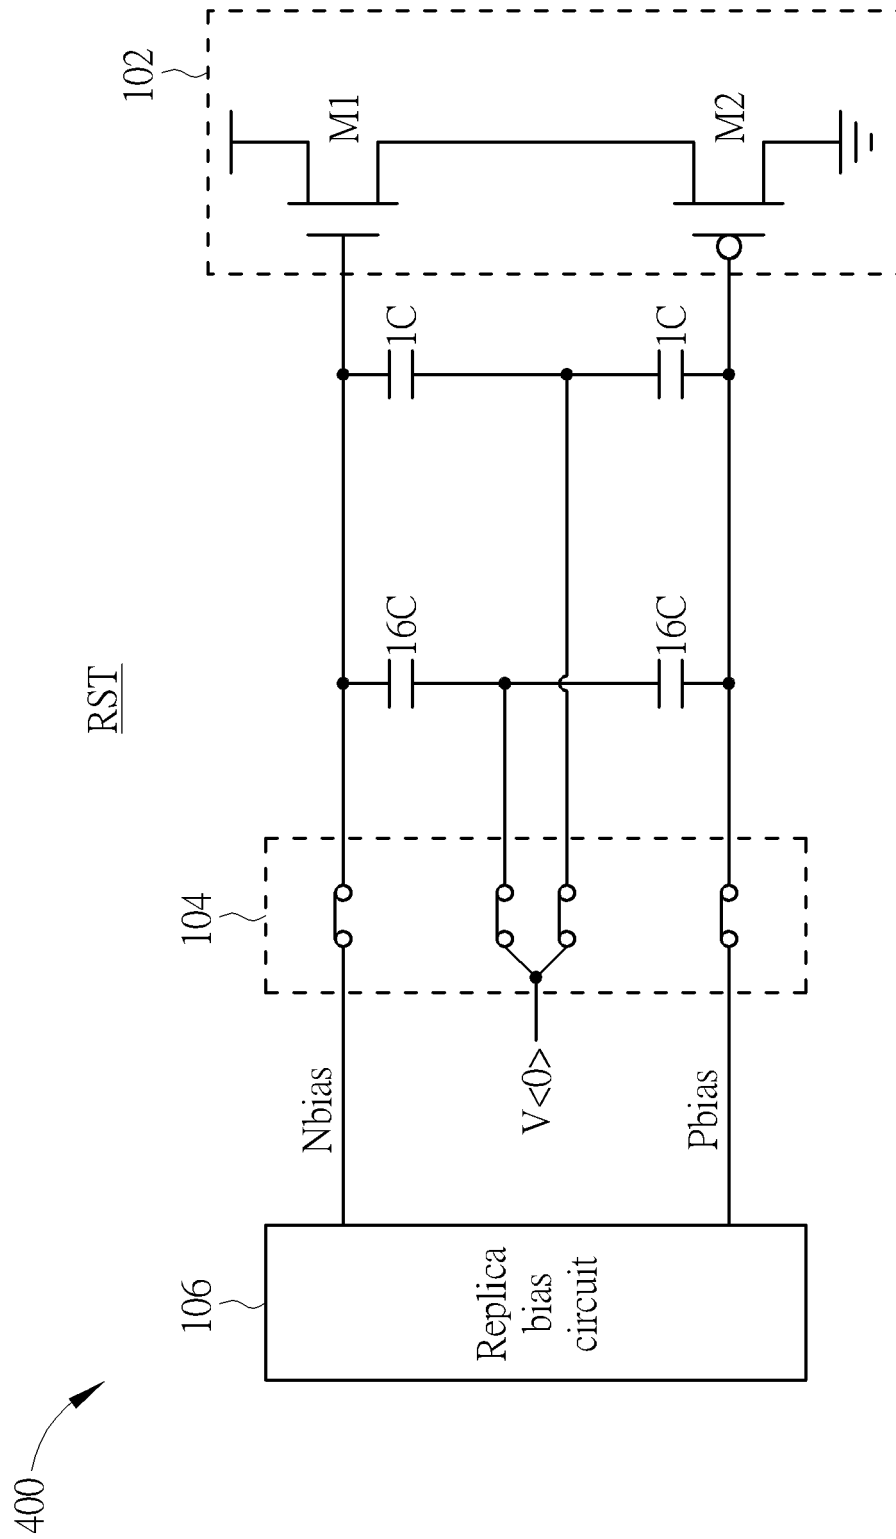 400
RST
106
Replica
bias
circuit
Nbias
V<0>
Pbias
104
16C
16C
1C
1C
102
M1
M2